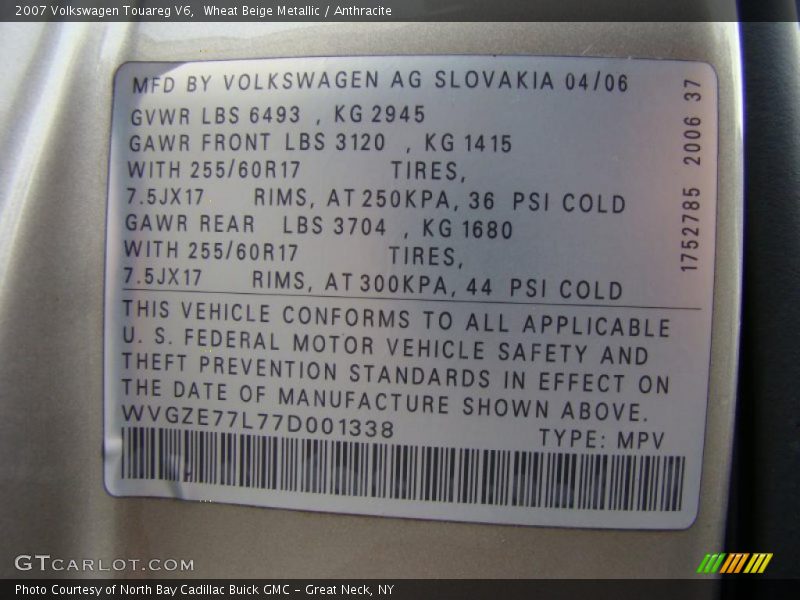 2007 Volkswagen Touareg V6, Wheat Beige Metallic / Anthracite
MFD BY VOLKSWAGEN AG SLOVAKIA 04/06
GVWR LBS 6493 , KG 2945
GAWR FRONT LBS 3120 , KG 1415
WITH 255/60R17 TIRES,
7.5JX17 RIMS, AT 250KPA, 36 PSI COLD
GAWR REAR LBS 3704 , KG 1680
WITH 255/60R17 TIRES,
7.5JX17 RIMS, AT 300KPA, 44 PSI COLD
1752785 2006 37
THIS VEHICLE CONFORMS TO ALL APPLICABLE
U. S. FEDERAL MOTOR VEHICLE SAFETY AND
THEFT PREVENTION STANDARDS IN EFFECT ON
THE DATE OF MANUFACTURE SHOWN ABOVE.
WVGZE77L77D001338
TYPE: MPV
GTCARLOT.COM
Photo Courtesy of North Bay Cadillac Buick GMC - Great Neck, NY